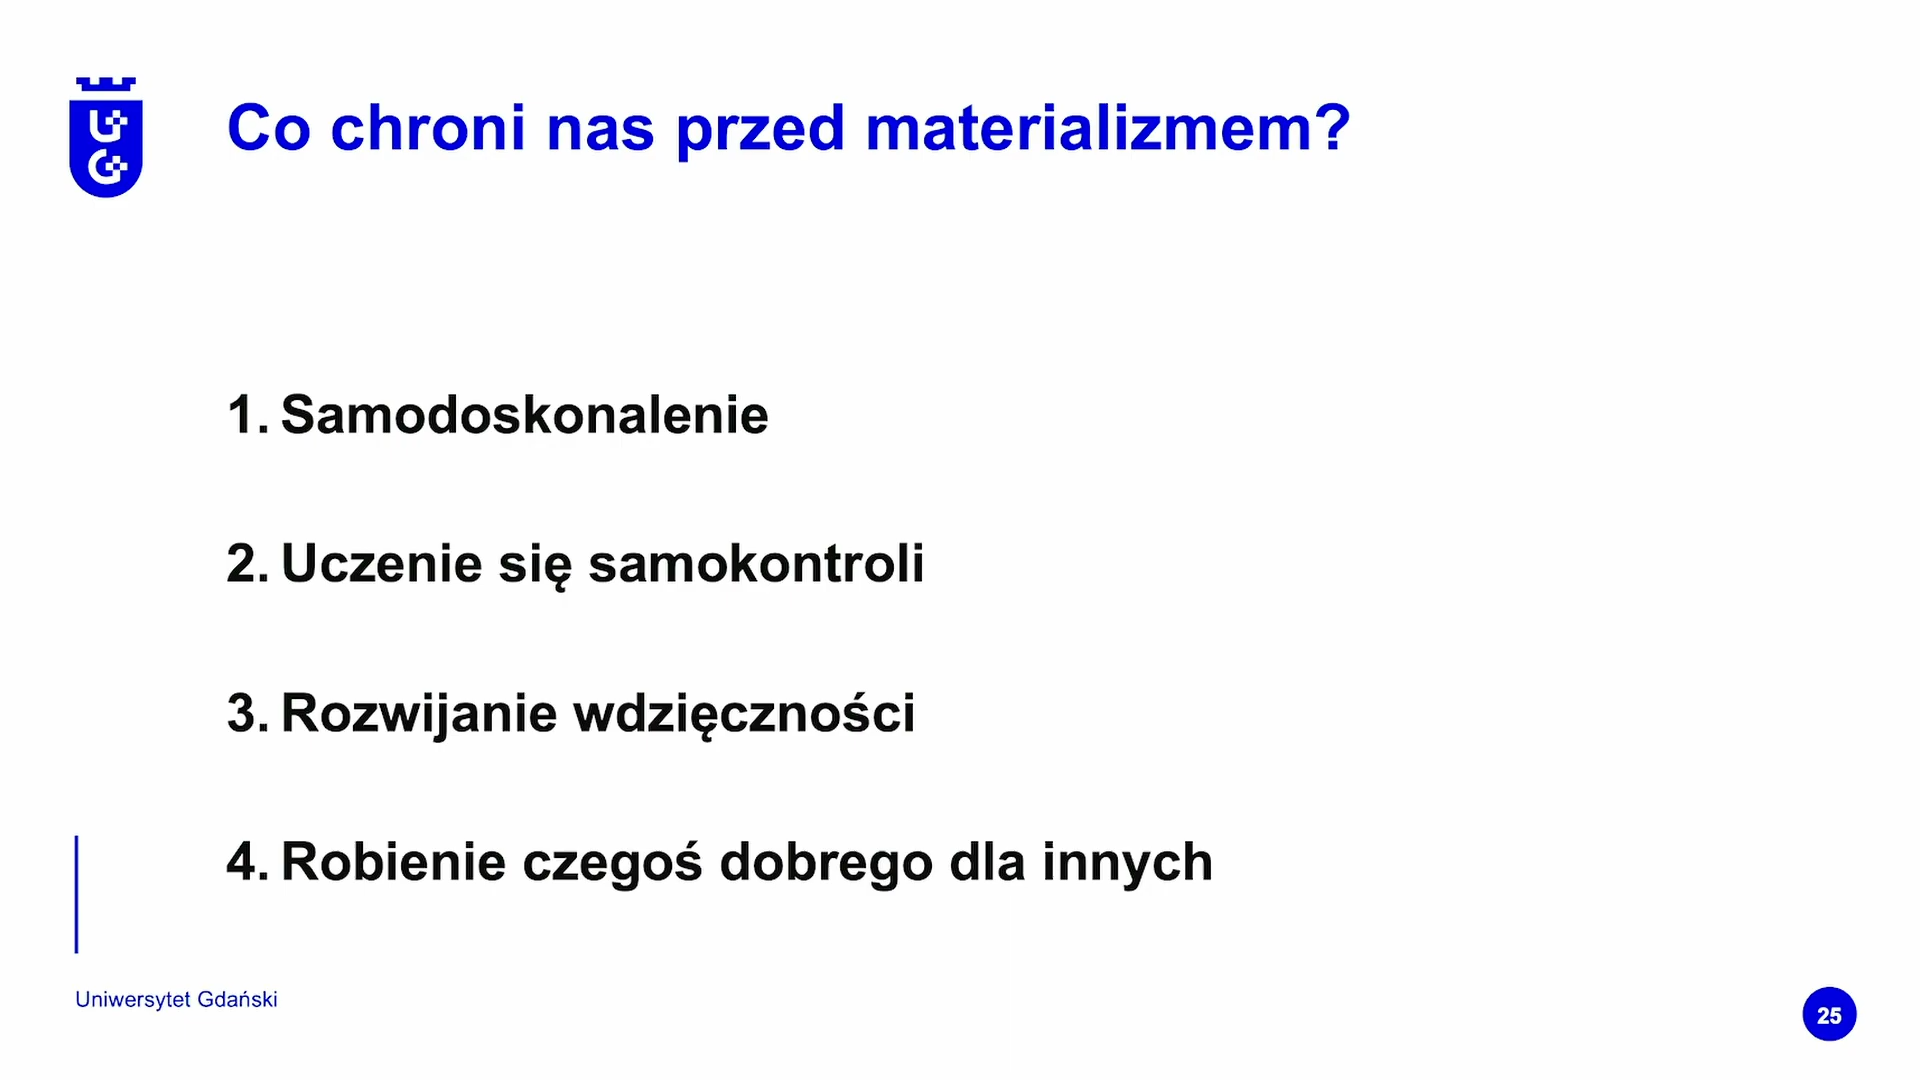 UG
Co chroni nas przed materializmem?
1. Samodoskonalenie
2. Uczenie się samokontroli
3. Rozwijanie wdzięczności
4. Robienie czegoś dobrego dla innych
Uniwersytet Gdański
25